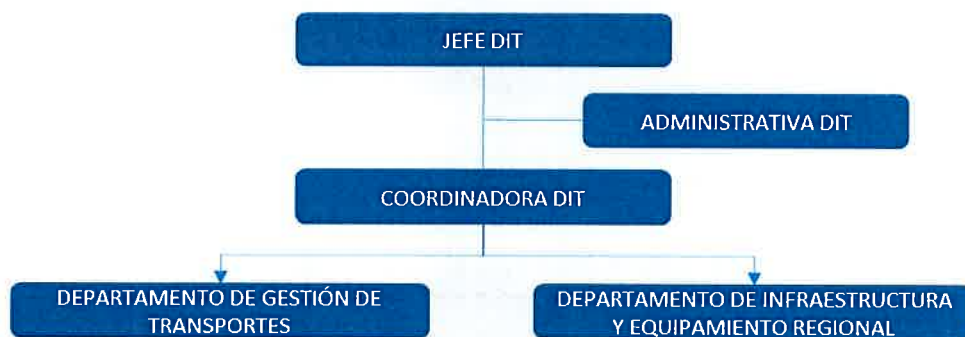 JEFE DIT
ADMINISTRATIVA DIT
COORDINADORA DIT
DEPARTAMENTO DE GESTIÓN DE
TRANSPORTES
DEPARTAMENTO DE INFRAESTRUCTURA
Y EQUIPAMIENTO REGIONAL